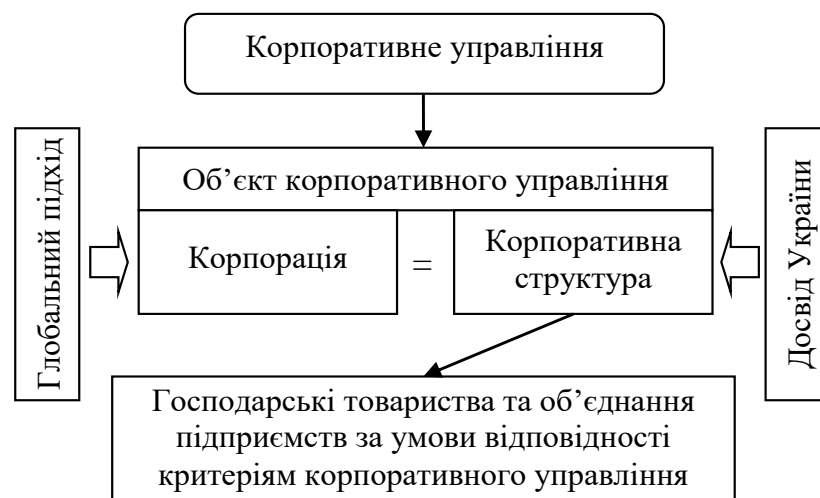 Корпоративне управління
Глобальний підхід
Об’єкт корпоративного управління
Корпорація
=
Корпоративна
структура
Досвід України
Господарські товариства та об’єднання
підприємств за умови відповідності
критеріям корпоративного управління